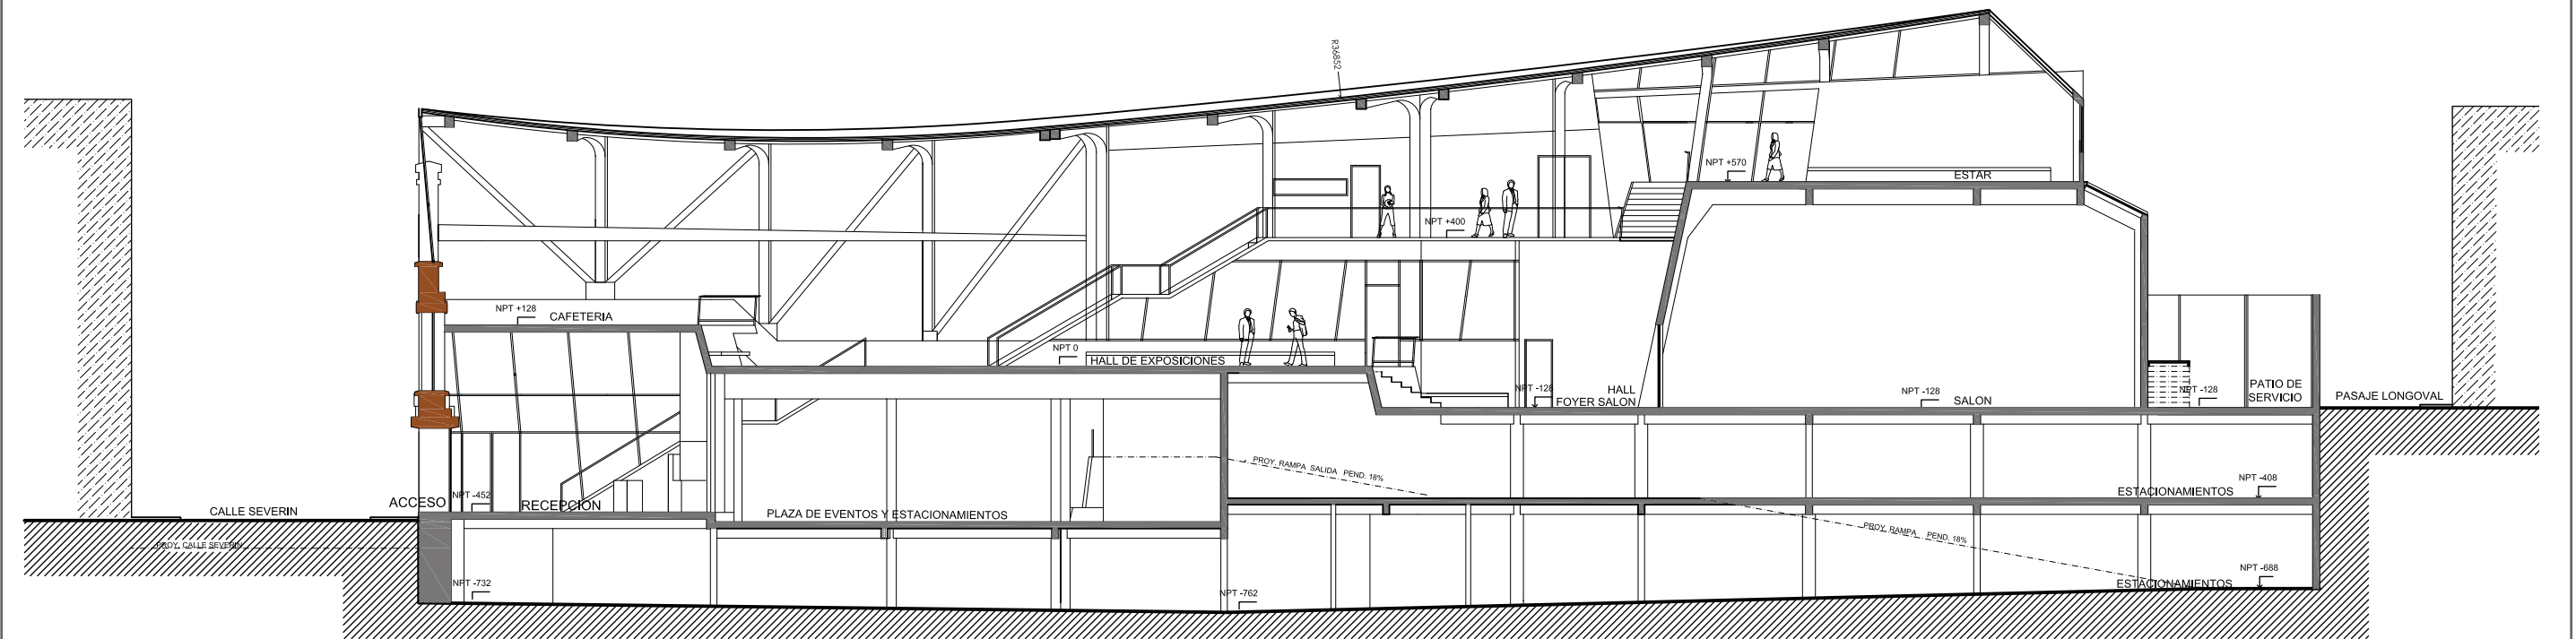 R36852
NPT +570
ESTAR
NPT +400
NPT +128
CAFETERIA
NPT 0
HALL DE EXPOSICIONES
NPT -128
HALL
FOYER SALON
NPT -128
SALON
NPT -128
PATIO DE
SERVICIO
PASAJE LONGOVAL
PROY. RAMPA SALIDA PEND. 18%
NPT -408
ESTACIONAMIENTOS
CALLE SEVERIN
ACCESO
NPT -452
RECEPCION
PLAZA DE EVENTOS Y ESTACIONAMIENTOS
PROY. CALLE SEVERIN
PROY. RAMPA PEND. 18%
NPT -732
NPT -762
NPT -688
ESTACIONAMIENTOS